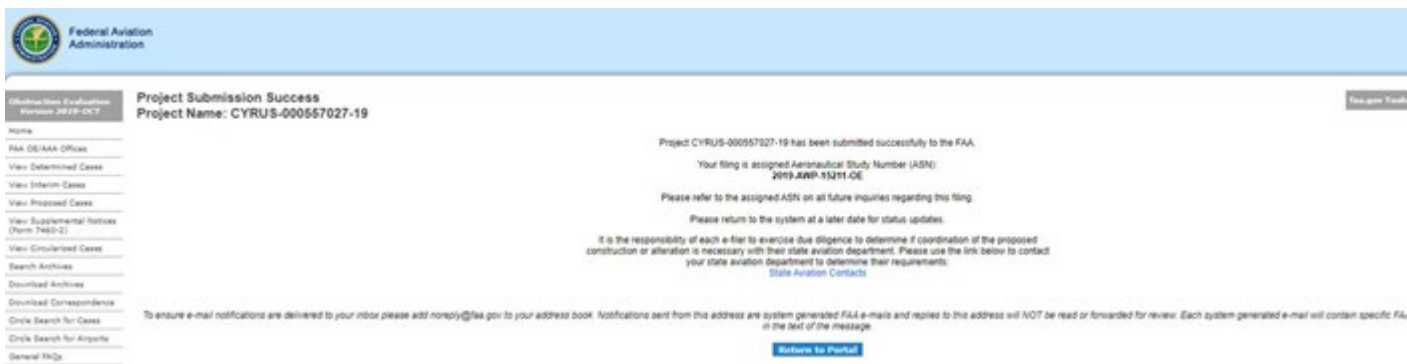 Federal Aviation
Administration
Obstruction Evaluation
Version 2019-OCT
Home
FAA OE/AAA Offices
View Determined Cases
View Interim Cases
View Proposed Cases
View Supplemental Notices
(Form 7460-2)
View Circularized Cases
Search Archives
Download Archives
Download Correspondence
Circle Search for Cases
Circle Search for Airports
General FAQs
Project Submission Success
Project Name: CYRUS-000557027-19
faa.gov Tools
Project CYRUS-000557027-19 has been submitted successfully to the FAA.
Your filing is assigned Aeronautical Study Number (ASN):
2019-AWP-15211-OE
Please refer to the assigned ASN on all future inquiries regarding this filing.
Please return to the system at a later date for status updates.
It is the responsibility of each e-filer to exercise due diligence to determine if coordination of the proposed
construction or alteration is necessary with their state aviation department. Please use the link below to contact
your state aviation department to determine their requirements:
State Aviation Contacts
To ensure e-mail notifications are delivered to your inbox please add noreply@faa.gov to your address book. Notifications sent from this address are system generated FAA e-mails and replies to this address will NOT be read or forwarded for review. Each system generated e-mail will contain specific FAA
in the text of the message.
Return to Portal